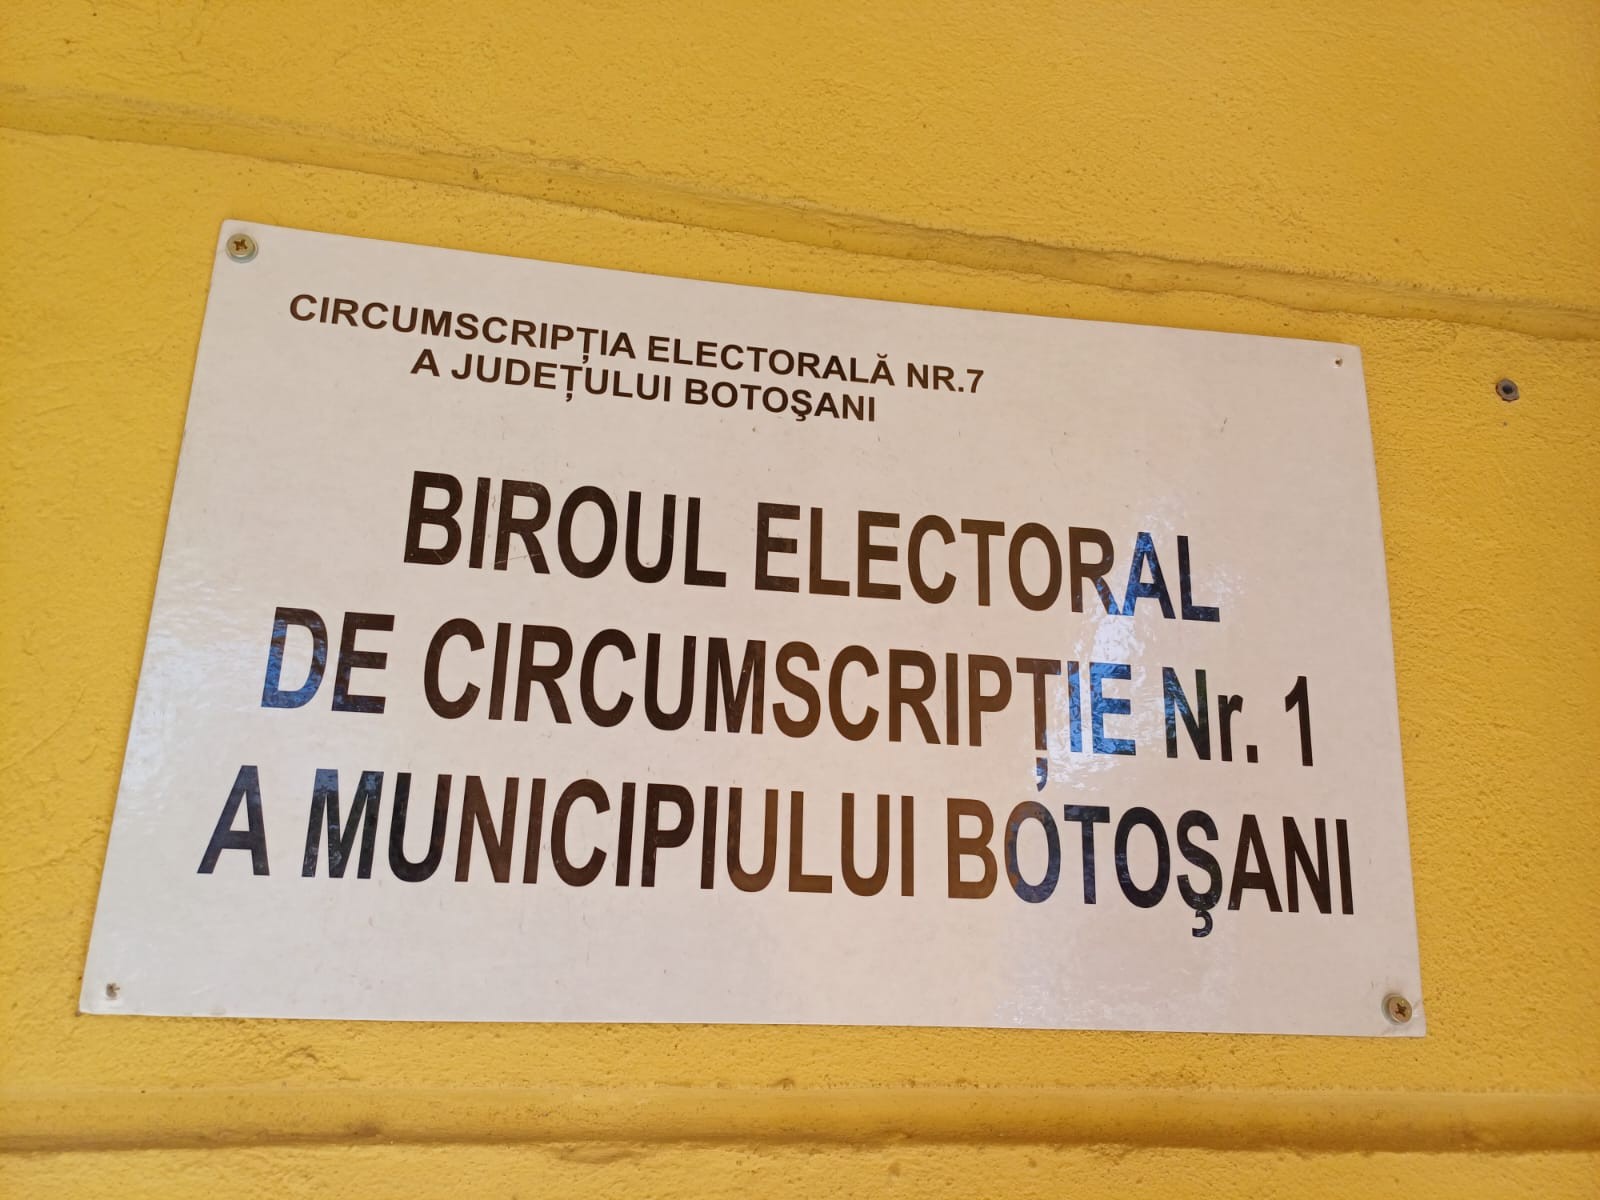 CIRCUMSCRIPȚIA ELECTORALĂ NR.7
A JUDEȚULUI BOTOŞANI
BIROUL ELECTORAL
DE CIRCUMSCRIPȚIE Nr. 1
A MUNICIPIULUI BOTOŞANI